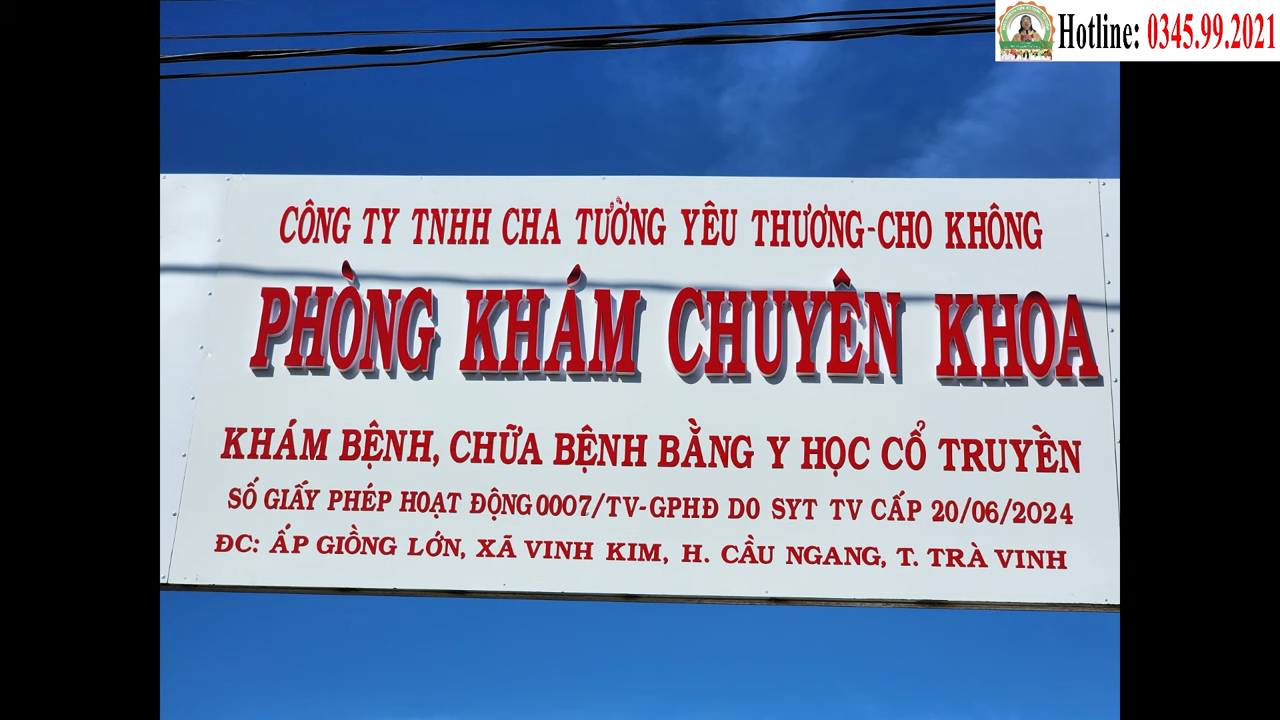 Hotline: 0345.99.2021
CÔNG TY TNHH CHA TƯỜNG YÊU THƯƠNG-CHO KHÔNG
PHÒNG KHÁM CHUYÊN KHOA
KHÁM BỆNH, CHỮA BỆNH BẰNG Y HỌC CỔ TRUYỀN
SỐ GIẤY PHÉP HOẠT ĐỘNG 0007/TV-GPHĐ DO SYT TV CẤP 20/06/2024
ĐC: ẤP GIỒNG LỚN, XÃ VINH KIM, H. CẦU NGANG, T. TRÀ VINH